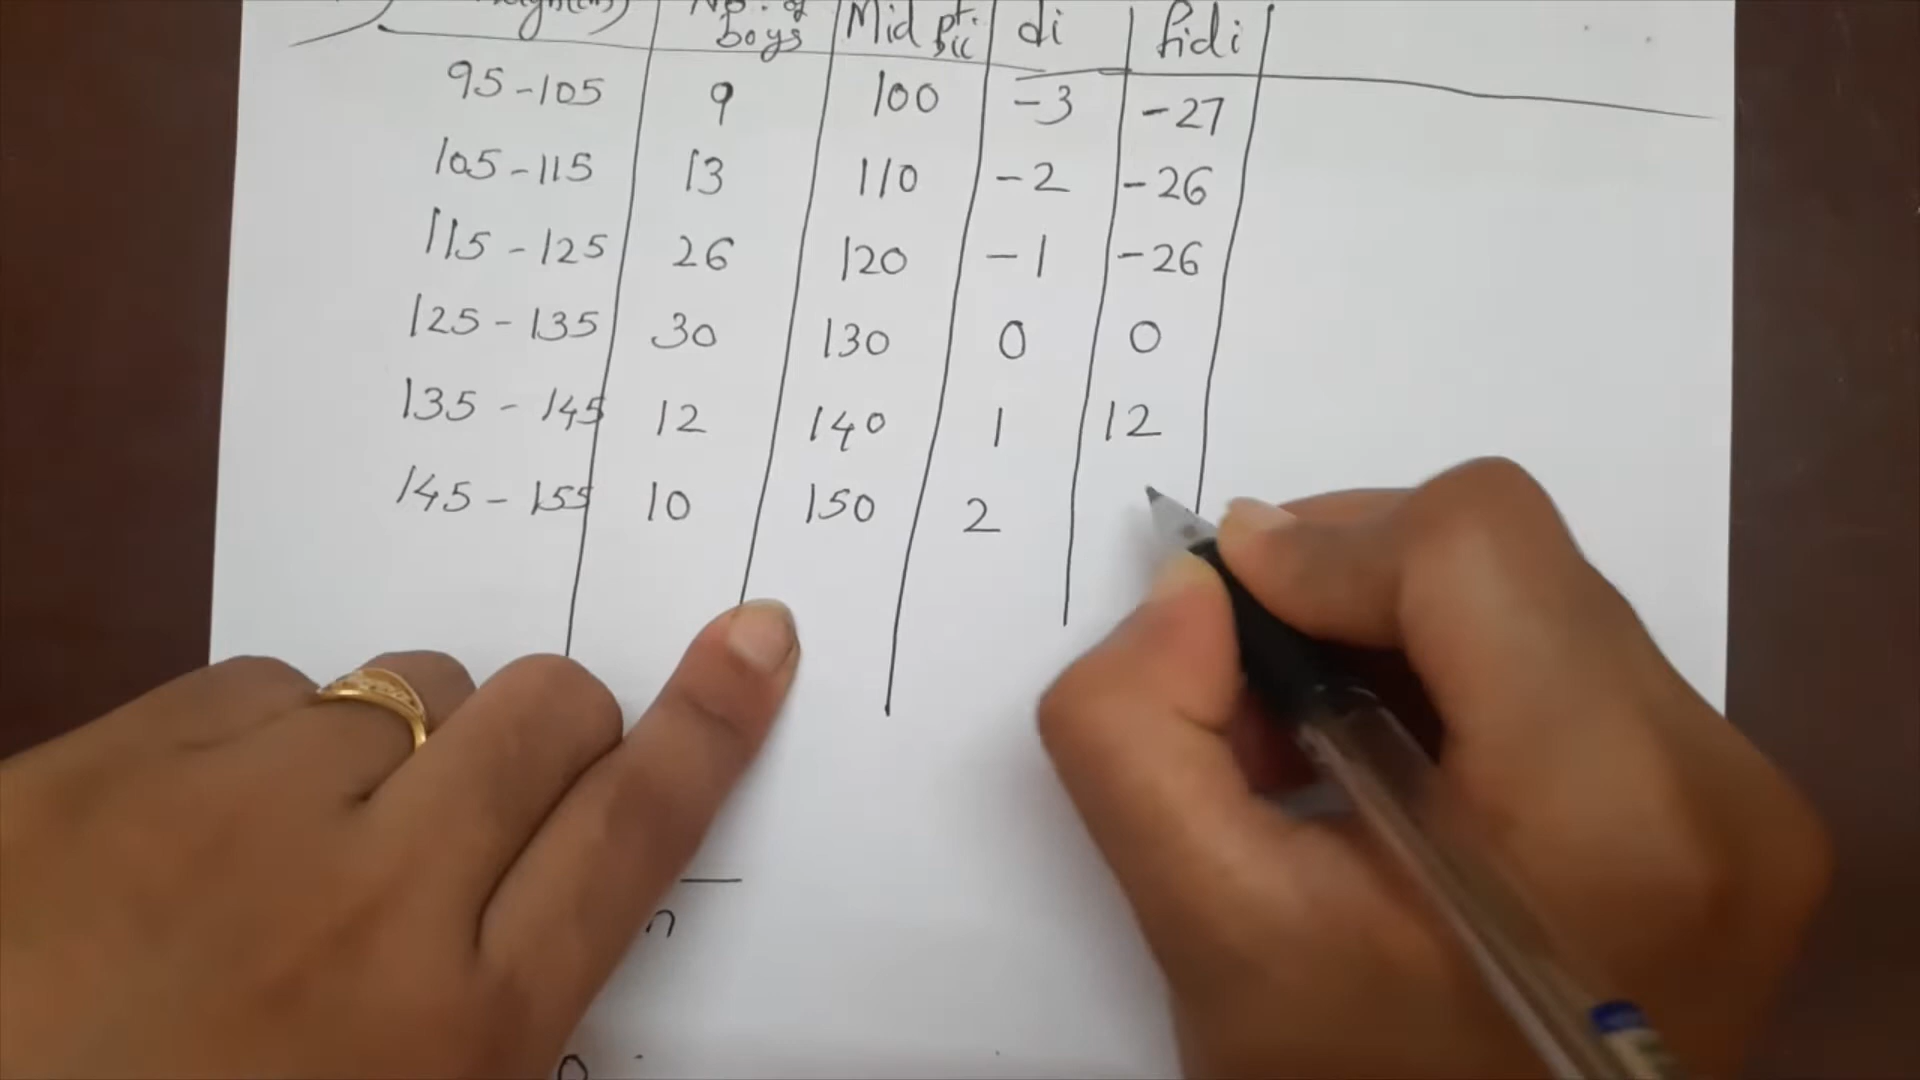 No. of boys Mid pt. di fidi
95-105 9 100 -3 -27
105-115 13 110 -2 -26
115-125 26 120 -1 -26
125-135 30 130 0 0
135-145 12 140 1 12
145-155 10 150 2
n